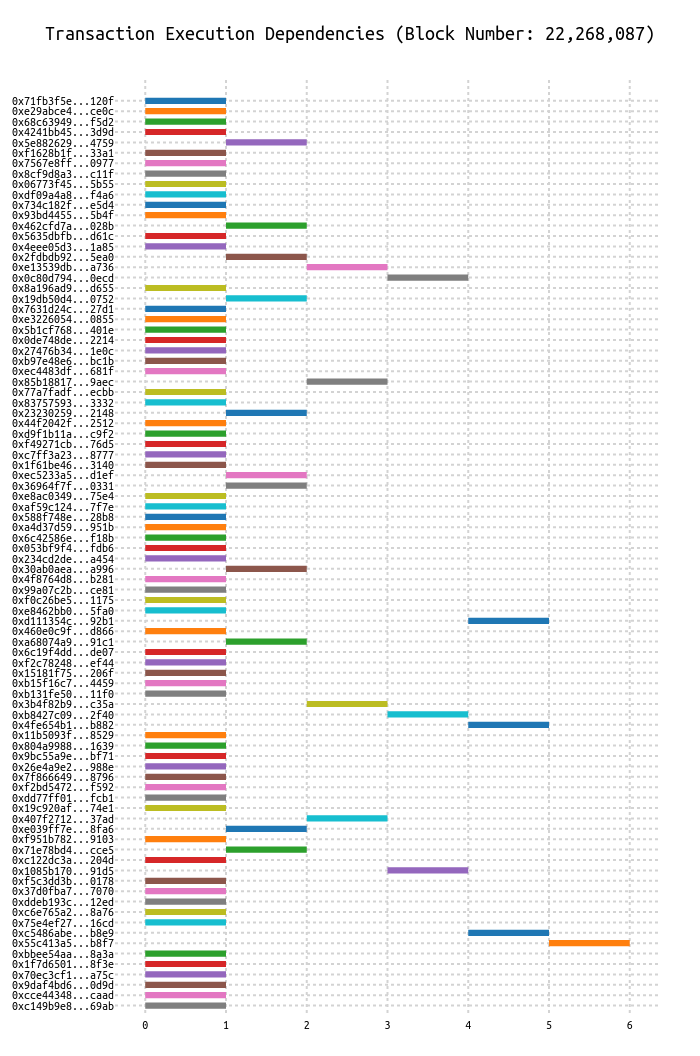 Transaction Execution Dependencies (Block Number: 22,268,087)
0x71fb3f5e...120f
0xe29abce4...ce0c
0x68c63949...f5d2
0x4241bb45...3d9d
0x5e882629...4759
0xf1628b1f...33a1
0x7567e8ff...0977
0x8cf9d8a3...c11f
0x06773f45...5b55
0xdf09a4a8...f4a6
0x734c182f...e5d4
0x93bd4455...5b4f
0x462cfd7a...028b
0x5635dbfb...d61c
0x4eee05d3...1a85
0x2fdbdb92...5ea0
0xe13539db...a736
0x0c80d794...0ecd
0x8a196ad9...d655
0x19db50d4...0752
0x7631d24c...27d1
0xe3226054...0855
0x5b1cf768...401e
0x0de748de...2214
0x27476b34...1e0c
0xb97e48e6...bc1b
0xec4483df...681f
0x85b18817...9aec
0x77a7fadf...ecbb
0x83757593...3332
0x23230259...2148
0x44f2042f...2512
0xd9f1b11a...c9f2
0xf49271cb...76d5
0xc7ff3a23...8777
0x1f61be46...3140
0xec5233a5...d1ef
0x36964f7f...0331
0xe8ac0349...75e4
0xaf59c124...7f7e
0x588f748e...28b8
0xa4d37d59...951b
0x6c42586e...f18b
0x053bf9f4...fdb6
0x234cd2de...a454
0x30ab0aea...a996
0x4f8764d8...b281
0x99a07c2b...ce81
0xf0c26be5...1175
0xe8462bb0...5fa0
0xd111354c...92b1
0x460e0c9f...d866
0xa68074a9...91c1
0x6c19f4dd...de07
0xf2c78248...ef44
0x15181f75...206f
0xb15f16c7...4459
0xb131fe50...11f0
0x3b4f82b9...c35a
0xb8427c09...2f40
0x4fe654b1...b882
0x11b5093f...8529
0x804a9988...1639
0x9bc55a9e...bf71
0x26e4a9e2...988e
0x7f866649...8796
0xf2bd5472...f592
0xdd77ff01...fcb1
0x19c920af...74e1
0x407f2712...37ad
0xe039ff7e...8fa6
0xf951b782...9103
0x71e78bd4...cce5
0xc122dc3a...204d
0x1085b170...91d5
0xf5c3dd3b...0178
0x37d0fba7...7070
0xddeb193c...12ed
0xc6e765a2...8a76
0x75e4ef27...16cd
0xc5486abe...b8e9
0x55c413a5...b8f7
0xbbee54aa...8a3a
0x1f7d6501...8f3e
0x70ec3cf1...a75c
0x9daf4bd6...0d9d
0xcce44348...caad
0xc149b9e8...69ab
0 1 2 3 4 5 6